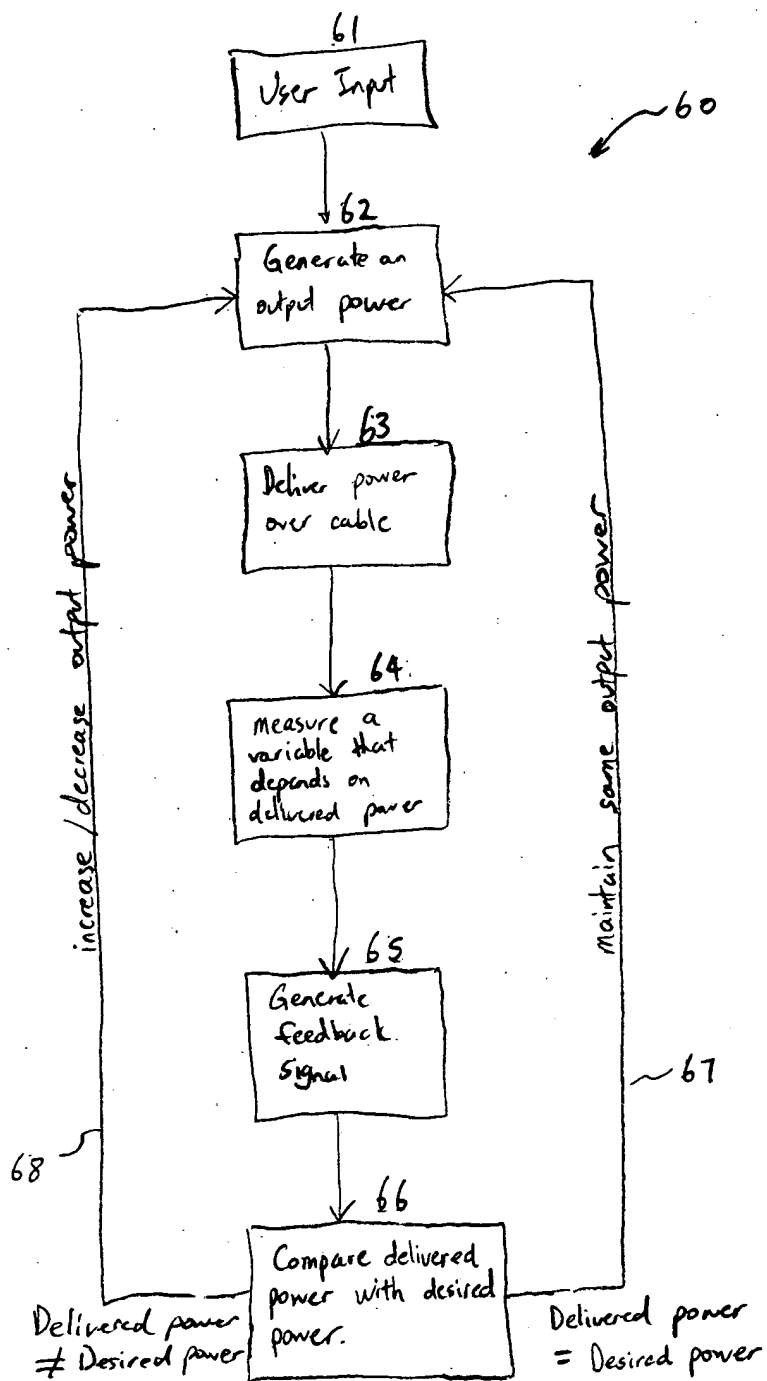 61
User Input
60
62
Generate an
output power
63
Deliver power
over cable
64
measure a
variable that
depends on
delivered power
increase/decrease output power
maintain same output power
65
Generate
feedback
Signal
67
68
66
Compare delivered
power with desired
power.
Delivered power
≠ Desired power
Delivered power
= Desired power